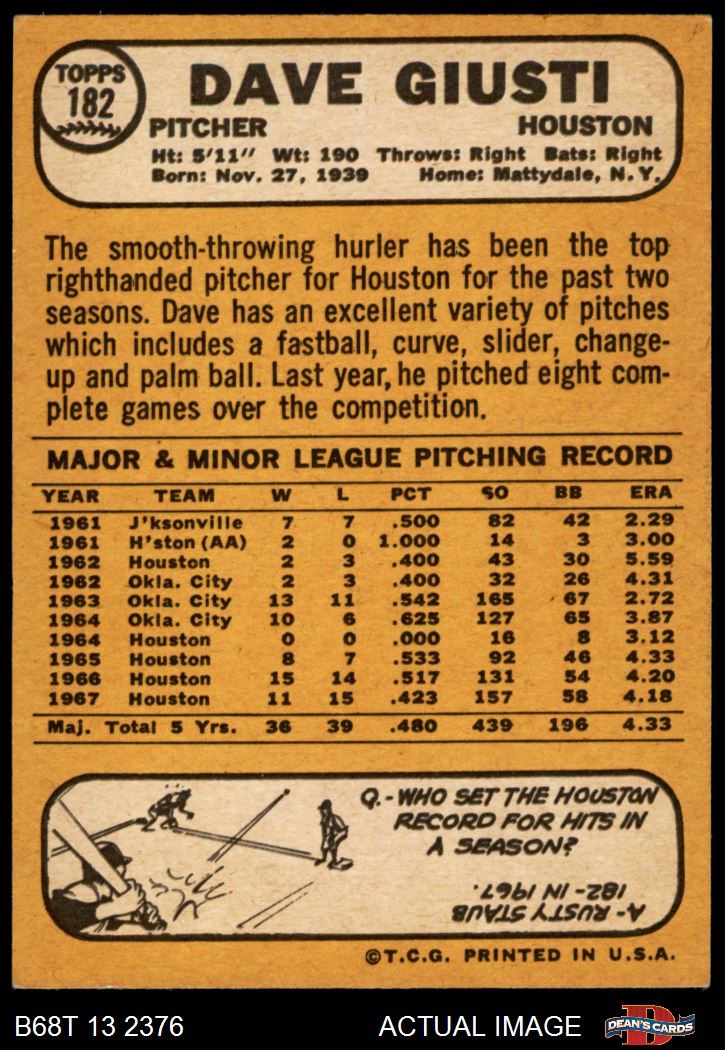 TOPPS
182
DAVE GIUSTI
PITCHER HOUSTON
Ht: 5'11" Wt: 190 Throws: Right Bats: Right
Born: Nov. 27, 1939 Home: Mattydale, N.Y.
The smooth-throwing hurler has been the top
righthanded pitcher for Houston for the past two
seasons. Dave has an excellent variety of pitches
which includes a fastball, curve, slider, change-
up and palm ball. Last year, he pitched eight com-
plete games over the competition.
MAJOR & MINOR LEAGUE PITCHING RECORD
YEAR TEAM W L PCT SO BB ERA
1961 J'ksonville 7 7 .500 82 42 2.29
1961 H'ston (AA) 2 0 1.000 14 3 3.00
1962 Houston 2 3 .400 43 30 5.59
1962 Okla. City 2 3 .400 32 26 4.31
1963 Okla. City 13 11 .542 165 67 2.72
1964 Okla. City 10 6 .625 127 65 3.87
1964 Houston 0 0 .000 16 8 3.12
1965 Houston 8 7 .533 92 46 4.33
1966 Houston 15 14 .517 131 54 4.20
1967 Houston 11 15 .423 157 58 4.18
Maj. Total 5 Yrs. 36 39 .480 439 196 4.33
Q.-WHO SET THE HOUSTON
RECORD FOR HITS IN
A SEASON?
A- RUSTY STAUB
182- IN 1967.
©T.C.G. PRINTED IN U.S.A.
B68T 13 2376 ACTUAL IMAGE
D
DEAN'S CARDS